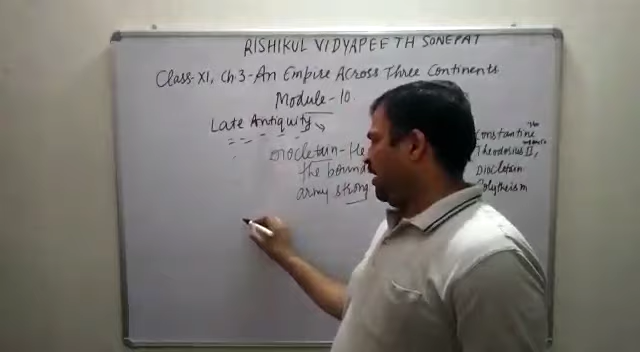 RISHIKUL VIDYAPEETH SONEPAT
Class-XI, Ch.3-An Empire Across Three Continents
Module-10.
Late Antiquity
Diocletain - He
the bound
army strong
Constantine
Theodosius II,
Diocletain
Polytheism